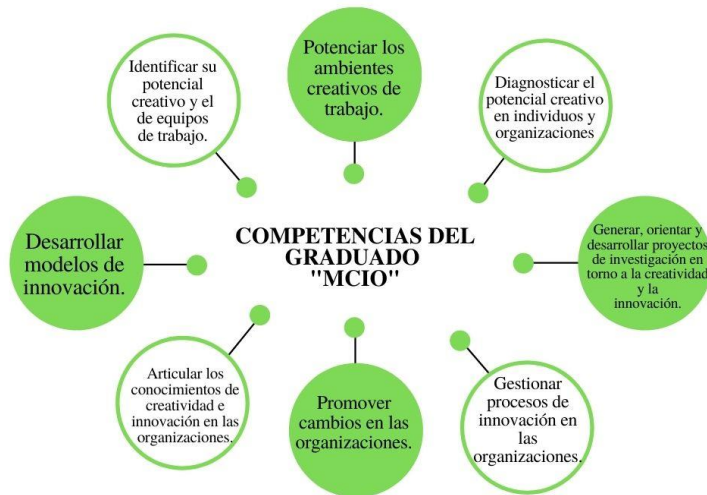 Identificar su
potencial
creativo y el
de equipos
de trabajo.
Potenciar los
ambientes
creativos de
trabajo.
Diagnosticar el
potencial creativo
en individuos y
organizaciones
Desarrollar
modelos de
innovación.
COMPETENCIAS DEL
GRADUADO
"MCIO"
Generar, orientar y
desarrollar proyectos
de investigación en
torno a la creatividad
y la
innovación.
Articular los
conocimientos de
creatividad e
innovación en las
organizaciones.
Promover
cambios en las
organizaciones.
Gestionar
procesos de
innovación en
las
organizaciones.